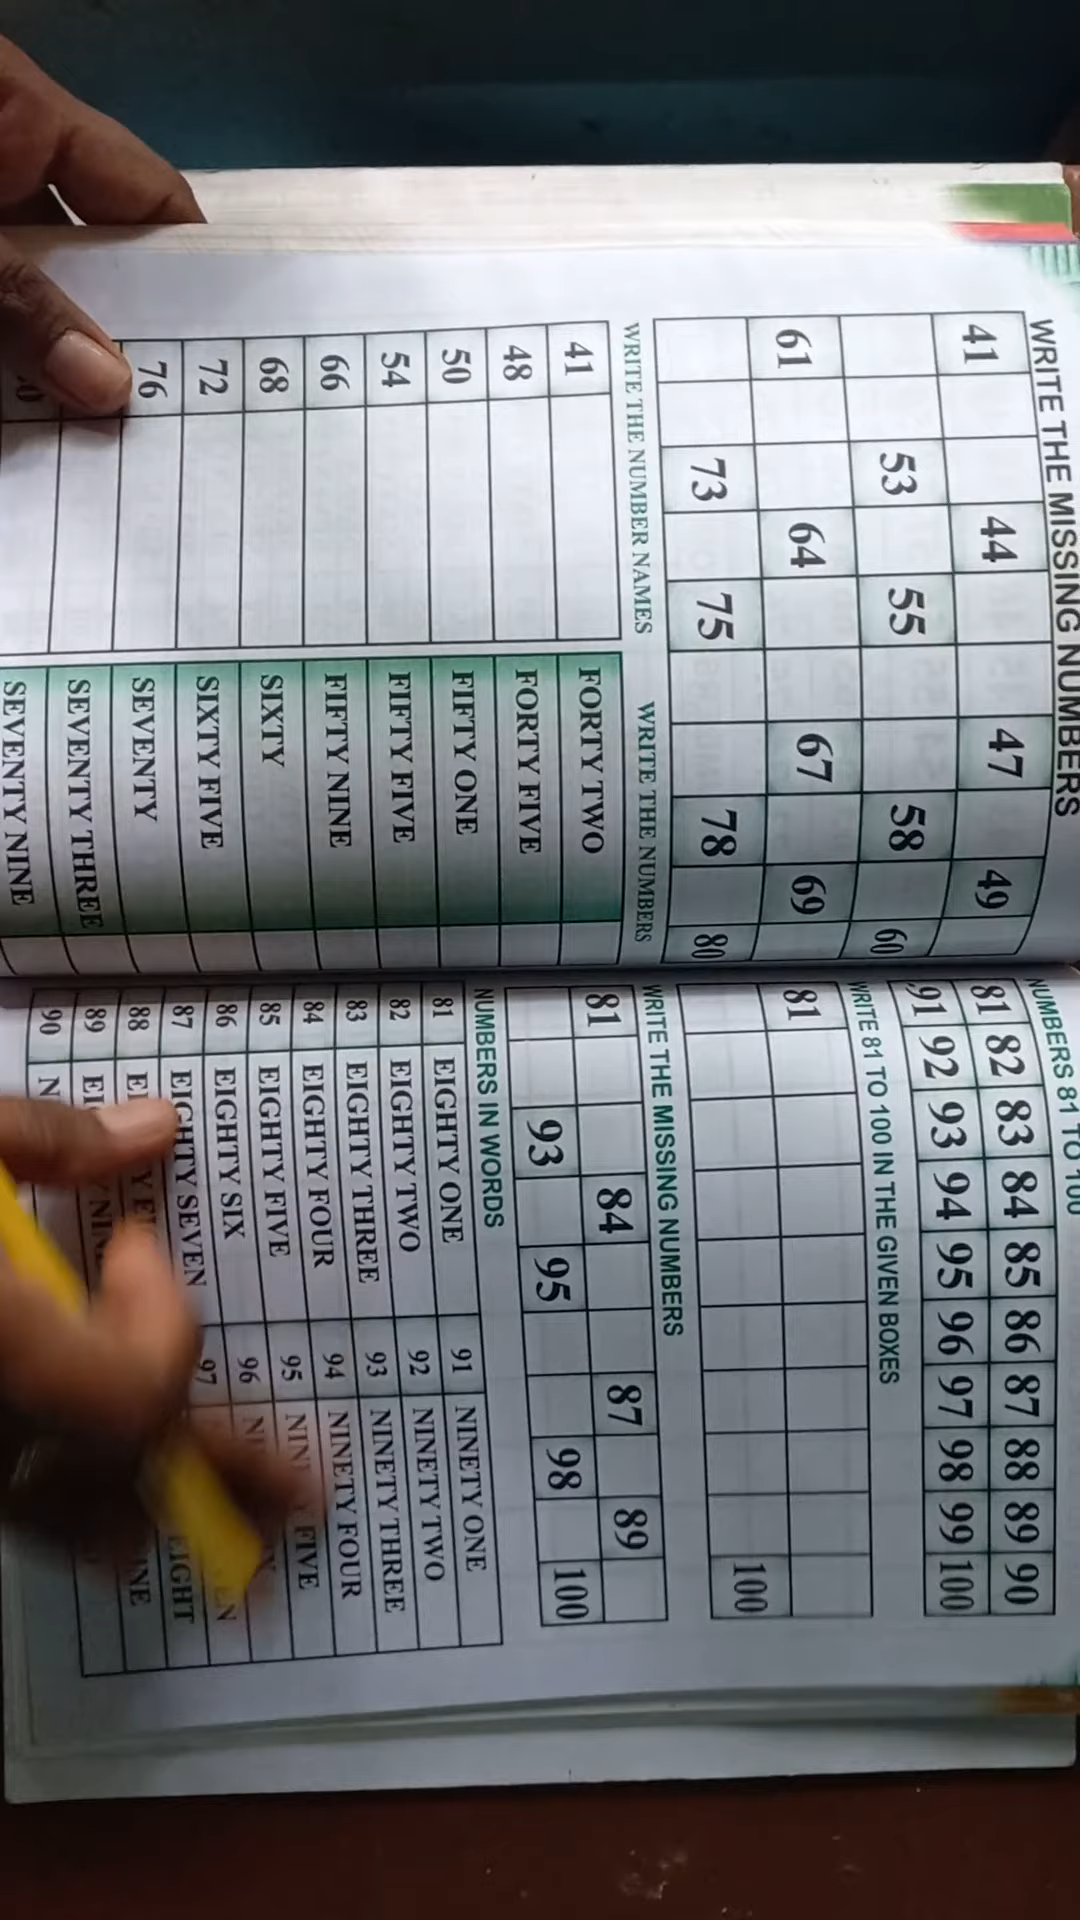 WRITE THE MISSING NUMBERS
41 44 47 49
53 55 58 60
61 64 67 69
73 75 78 80
WRITE THE NUMBER NAMES
41
48
50
54
66
68
72
76
WRITE THE NUMBERS
FORTY TWO
FORTY FIVE
FIFTY ONE
FIFTY FIVE
FIFTY NINE
SIXTY
SIXTY FIVE
SEVENTY
SEVENTY THREE
SEVENTY NINE
NUMBERS 81 TO 100
81 82 83 84 85 86 87 88 89 90
91 92 93 94 95 96 97 98 99 100
WRITE 81 TO 100 IN THE GIVEN BOXES
81
100
WRITE THE MISSING NUMBERS
81 84 87 89
93 95 98 100
NUMBERS IN WORDS
81 EIGHTY ONE 91 NINETY ONE
82 EIGHTY TWO 92 NINETY TWO
83 EIGHTY THREE 93 NINETY THREE
84 EIGHTY FOUR 94 NINETY FOUR
85 EIGHTY FIVE 95 FIVE
86 EIGHTY SIX 96
87 EIGHTY SEVEN 97
88
89
90